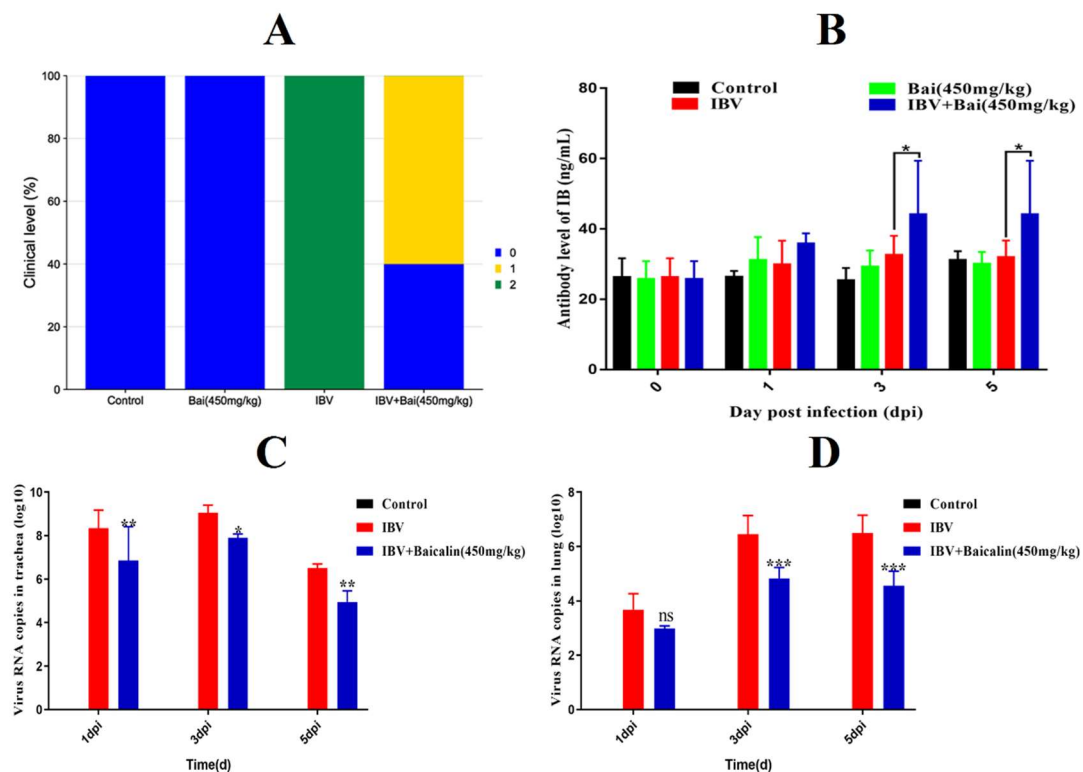 A
Clinical level (%)
100
80
60
40
20
0
Control
Bai(450mg/kg)
IBV
IBV+Bai(450mg/kg)
0
1
2
B
Antibody level of IB (ng/mL)
80
60
40
20
0
Control
IBV
Bai(450mg/kg)
IBV+Bai(450mg/kg)
*
*
0
1
3
5
Day post infection (dpi)
C
Virus RNA copies in trachea (log10)
10
8
6
4
2
0
**
*
**
Control
IBV
IBV+Baicalin(450mg/kg)
1dpi
3dpi
5dpi
Time(d)
D
Virus RNA copies in lung (log10)
8
6
4
2
0
ns
***
***
Control
IBV
IBV+Baicalin(450mg/kg)
1dpi
3dpi
5dpi
Time(d)